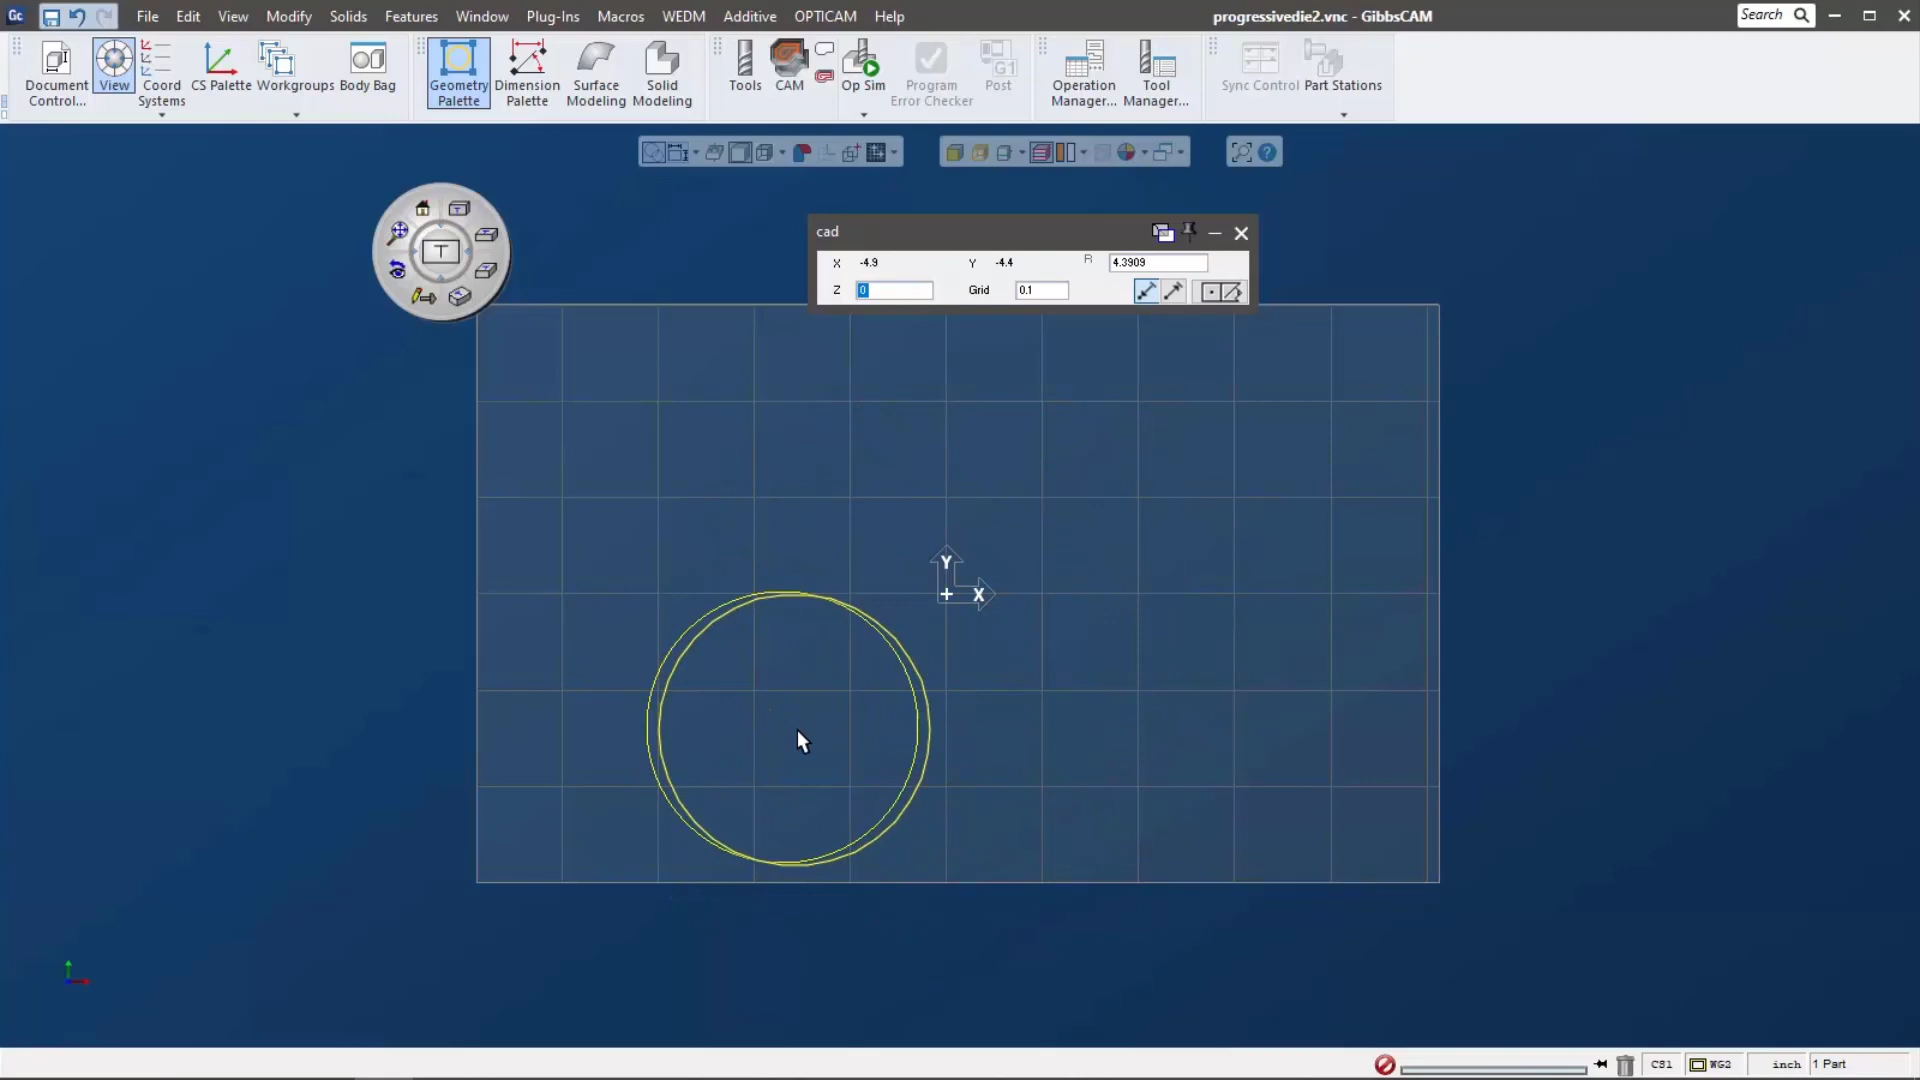 Gc File Edit View Modify Solids Features Window Plug-Ins Macros WEDM Additive OPTICAM Help progressivedie2.vnc - GibbsCAM Search
Document Control...
View
Coord Systems
CS Palette
Workgroups
Body Bag
Geometry Palette
Dimension Palette
Surface Modeling
Solid Modeling
Tools
CAM
Op Sim
Program Error Checker
G1
Post
Operation Manager...
Tool Manager...
Sync Control
Part Stations
T
cad
X -4.9 Y -4.4 R 4.3909
Z 0 Grid 0.1
Y
X
CS1 WG2 inch 1 Part